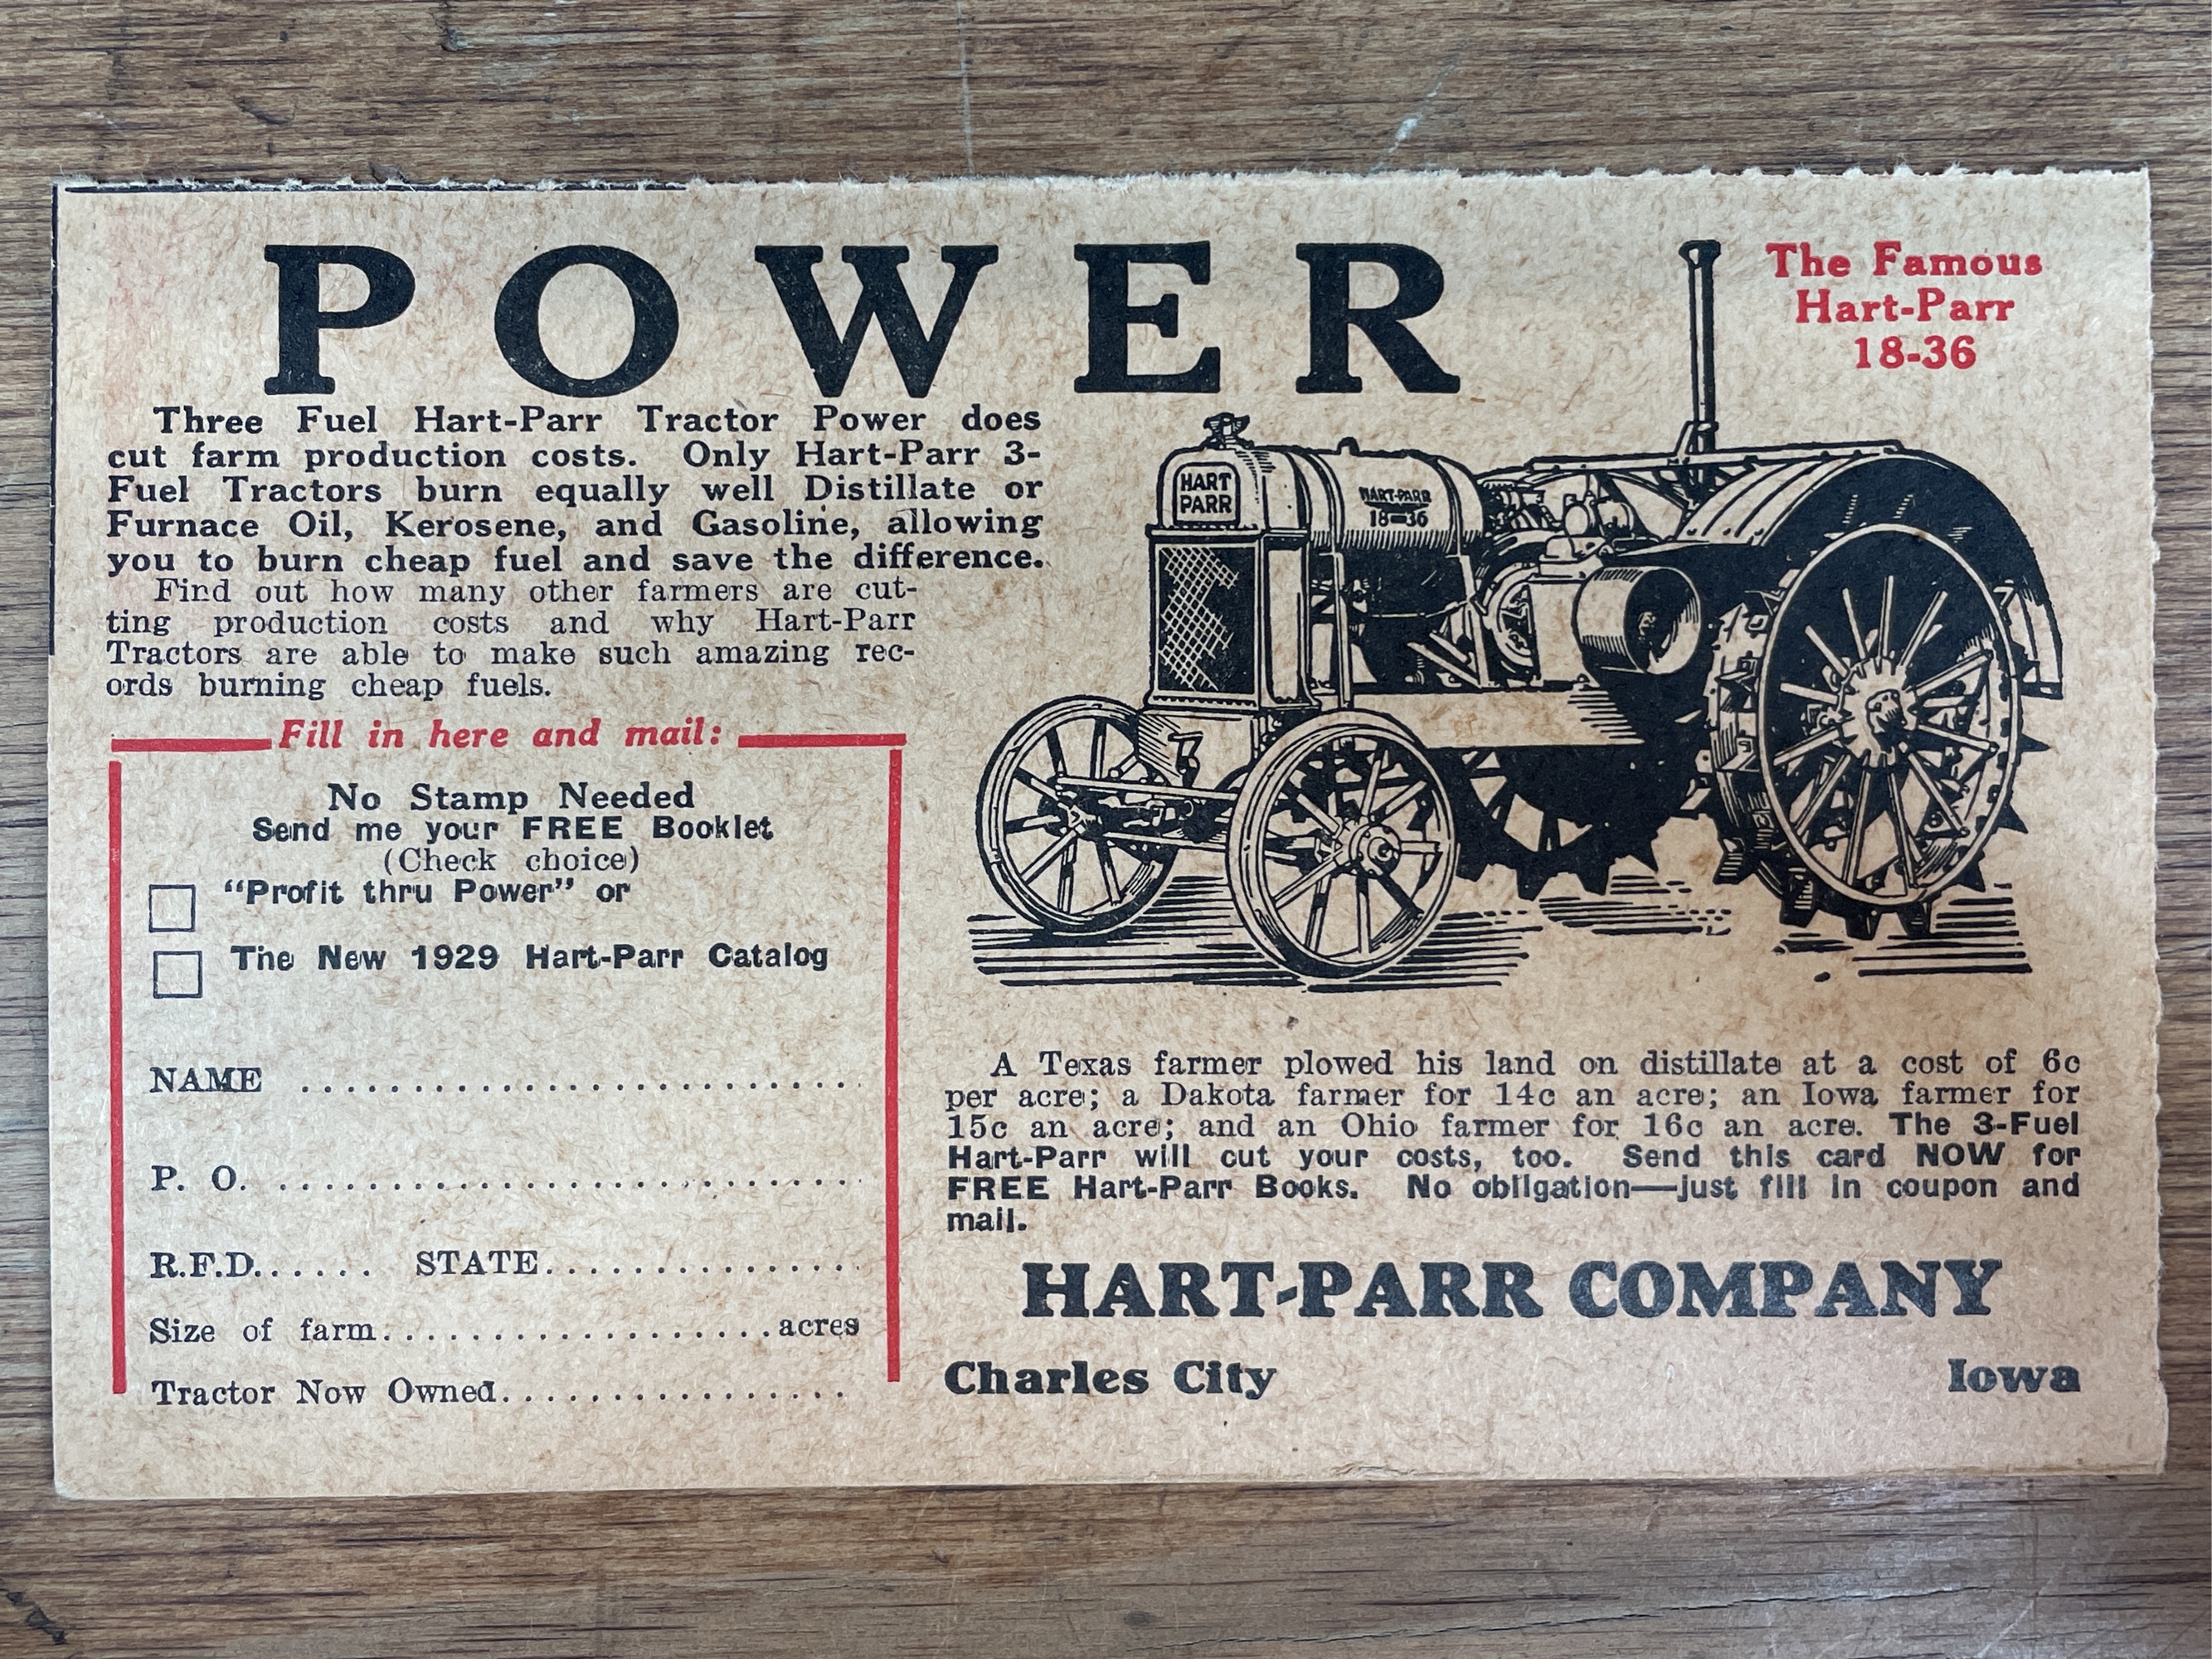 POWER
The Famous
Hart-Parr
18-36
Three Fuel Hart-Parr Tractor Power does
cut farm production costs. Only Hart-Parr 3-
Fuel Tractors burn equally well Distillate or
Furnace Oil, Kerosene, and Gasoline, allowing
you to burn cheap fuel and save the difference.
Find out how many other farmers are cut-
ting production costs and why Hart-Parr
Tractors are able to make such amazing rec-
ords burning cheap fuels.
HART
PARR
HART-PARR
18-36
Fill in here and mail:
No Stamp Needed
Send me your FREE Booklet
(Check choice)
"Profit thru Power" or
The New 1929 Hart-Parr Catalog
NAME ..............................
P. O. ..............................
R.F.D...... STATE.....................
Size of farm...................acres
Tractor Now Owned................
A Texas farmer plowed his land on distillate at a cost of 6c
per acre; a Dakota farmer for 14c an acre; an Iowa farmer for
15c an acre; and an Ohio farmer for 16c an acre. The 3-Fuel
Hart-Parr will cut your costs, too. Send this card NOW for
FREE Hart-Parr Books. No obligation—just fill in coupon and
mail.
HART-PARR COMPANY
Charles City Iowa